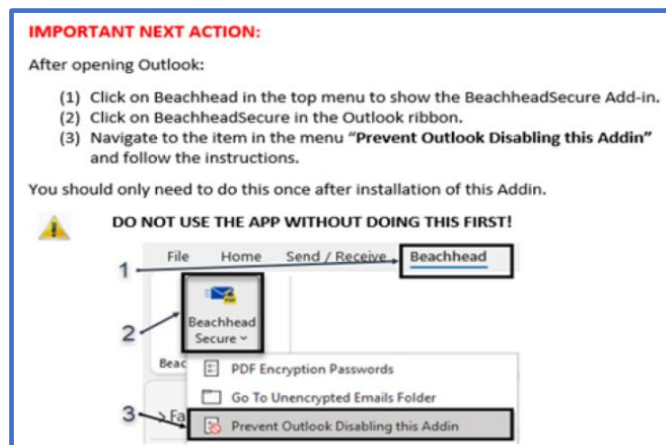 IMPORTANT NEXT ACTION:
After opening Outlook:
(1) Click on Beachhead in the top menu to show the BeachheadSecure Add-in.
(2) Click on BeachheadSecure in the Outlook ribbon.
(3) Navigate to the item in the menu “Prevent Outlook Disabling this Addin”
and follow the instructions.
You should only need to do this once after installation of this Addin.
DO NOT USE THE APP WITHOUT DOING THIS FIRST!
File Home Send / Receive Beachhead
1
2
Beachhead
Secure
Beac
PDF Encryption Passwords
Go To Unencrypted Emails Folder
3
> Fa
Prevent Outlook Disabling this Addin